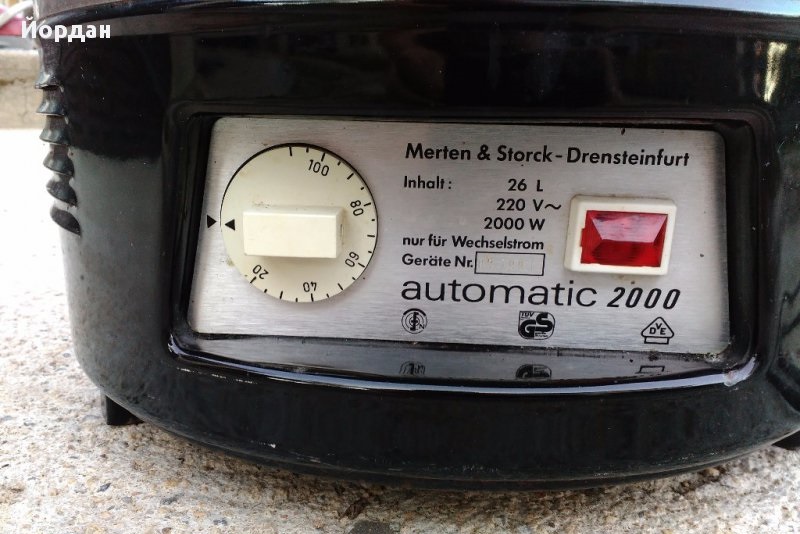 Йордан
Merten & Storck-Drensteinfurt
Inhalt: 26 L
220 V~
2000 W
nur für Wechselstrom
Geräte Nr.
automatic 2000
100
80
60
40
20
TÜV
GS
DVE